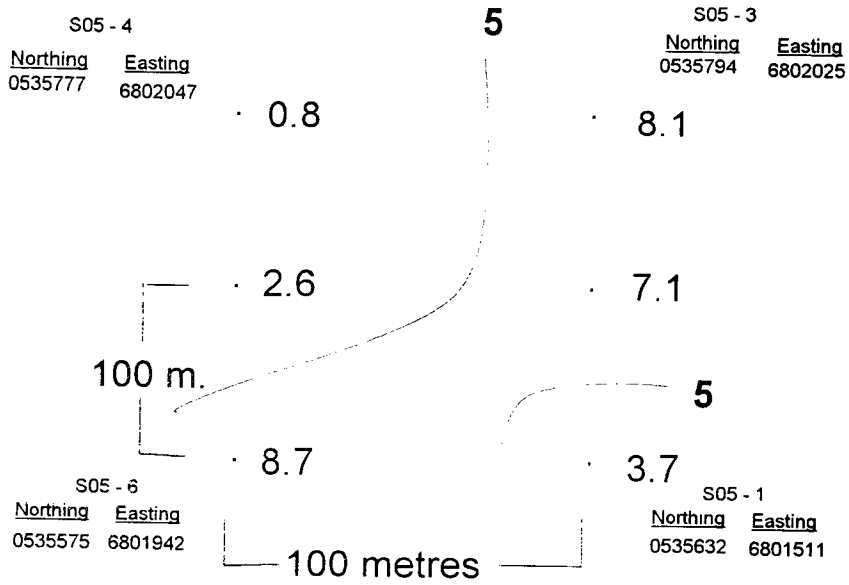 S05 - 4
Northing Easting
0535777 6802047
5
S05 - 3
Northing Easting
0535794 6802025
0.8
8.1
2.6
7.1
100 m.
5
8.7
3.7
S05 - 6
Northing Easting
0535575 6801942
S05 - 1
Northing Easting
0535632 6801511
100 metres